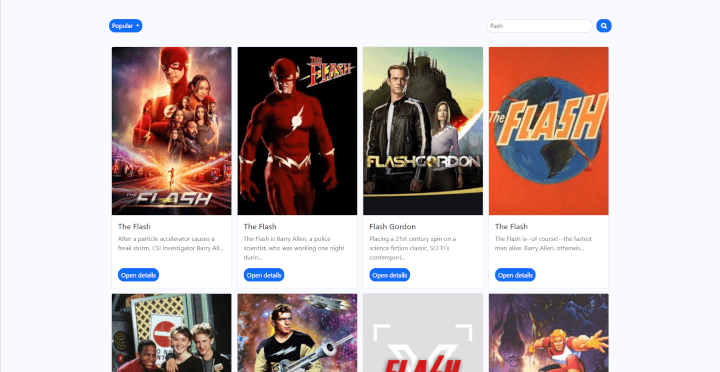 Popular
flash
THE FLASH
THE FLASH
FLASH GORDON
The FLASH
The Flash
After a particle accelerator causes a
freak storm, CSI Investigator Barry All...
Open details
The Flash
The Flash is Barry Allen, a police
scientist, who was working one night
durin...
Open details
Flash Gordon
Placing a 21st century spin on a
science fiction classic, SCI FI's
contempori...
Open details
The Flash
The Flash is--of course!--the fastest
man alive. Barry Allen, otherwis...
Open details
FLASH